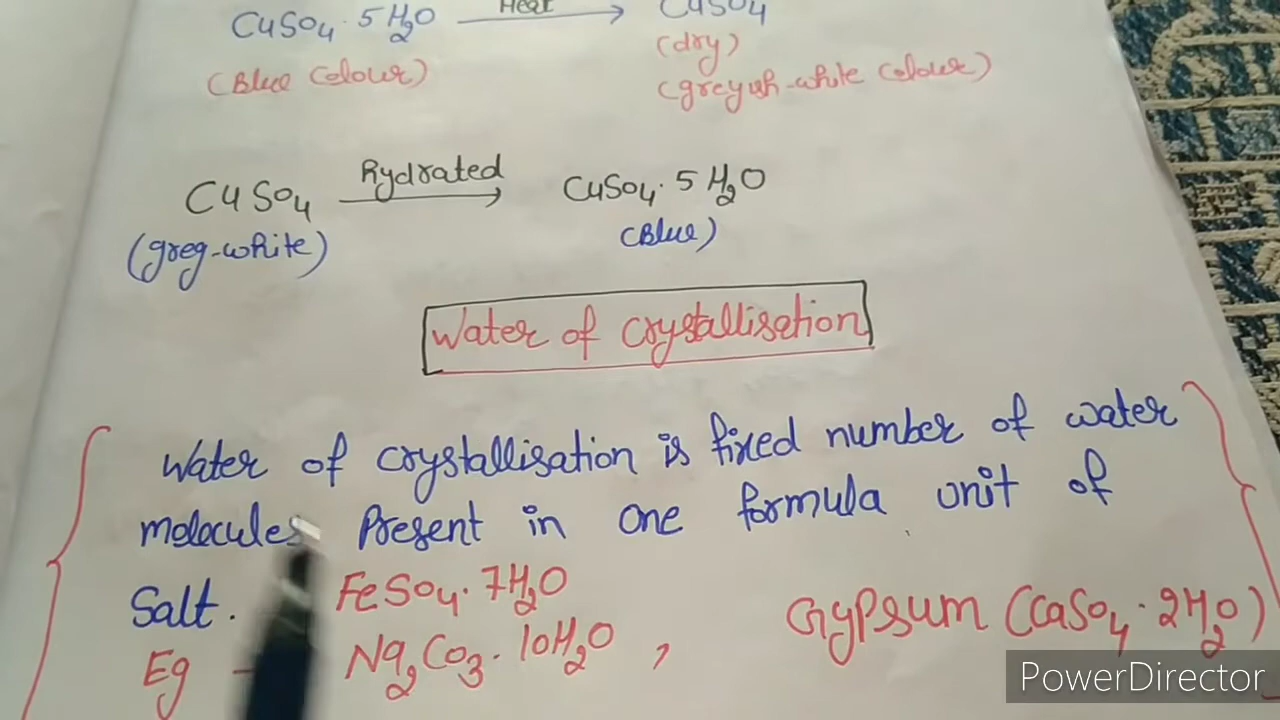 CuSO4·5H2O Heat CuSO4
(Blue Colour) (dry)
(greyish-white Colour)
CuSO4 Hydrated CuSO4·5H2O
(greg-white) (Blue)
Water of Crystallisation
Water of crystallisation is fixed number of water
molecules Present in one formula unit of
Salt. FeSO4·7H2O
Eg - Na2CO3·10H2O , Gypsum (CaSO4·2H2O)
PowerDirector